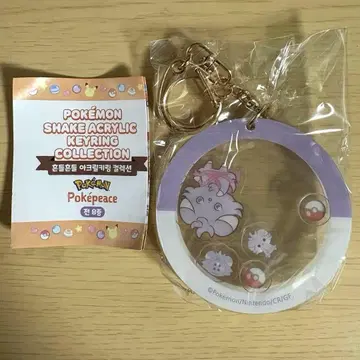 POKÉMON
SHAKE ACRYLIC
KEYRING
COLLECTION
흔들흔들 아크릴키링 컬렉션
POKÉMON
Poképeace
전 8종
©Pokémon/Nintendo/CR/GF